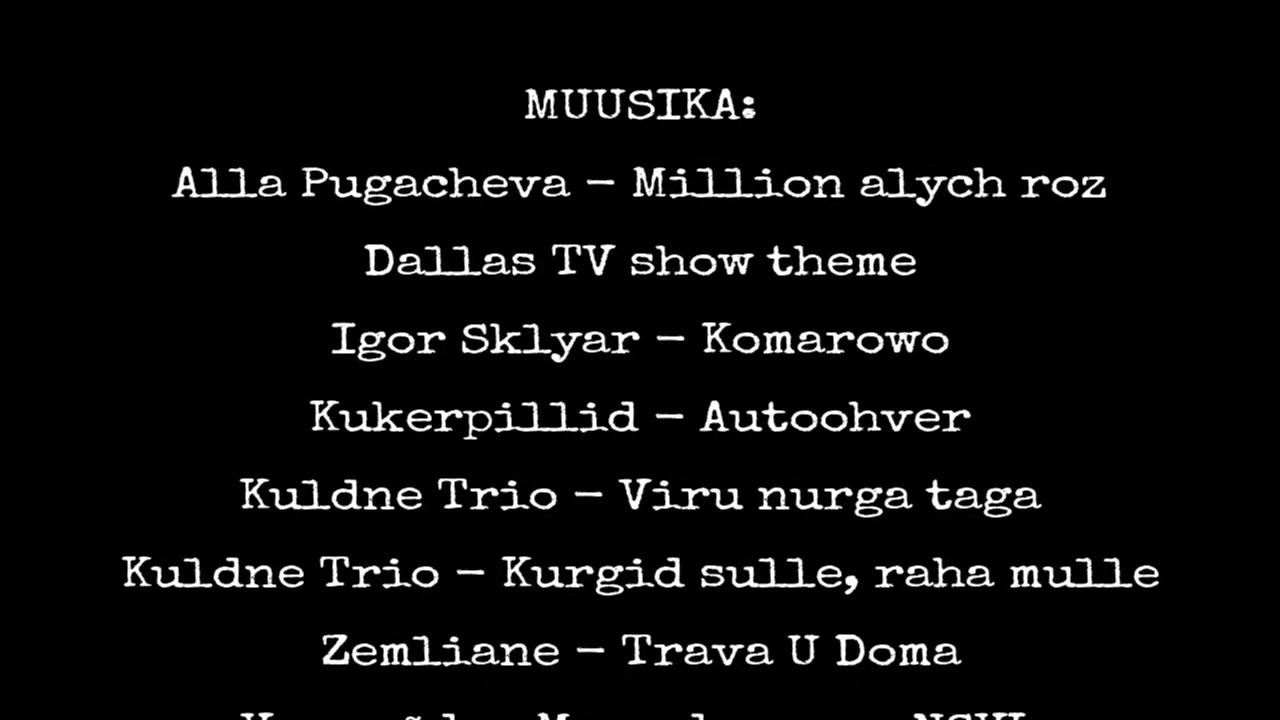 MUUSIKA:
Alla Pugacheva – Million alych roz
Dallas TV show theme
Igor Sklyar – Komarowo
Kukerpillid – Autoohver
Kuldne Trio – Viru nurga taga
Kuldne Trio – Kurgid sulle, raha mulle
Zemliane – Trava U Doma